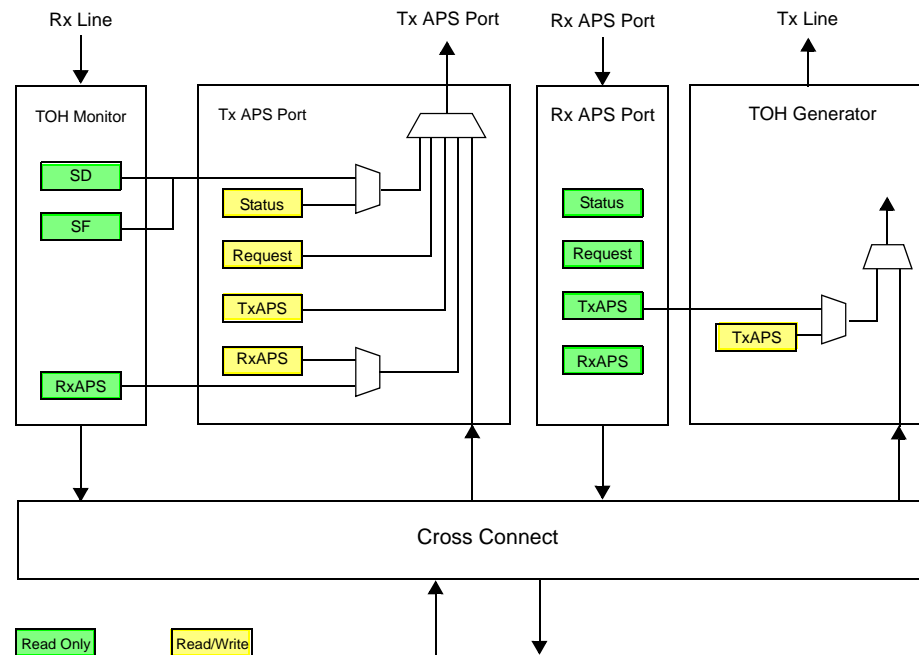 Rx Line
Tx APS Port
Rx APS Port
Tx Line
TOH Monitor
SD
SF
RxAPS
Tx APS Port
Status
Request
TxAPS
RxAPS
Rx APS Port
Status
Request
TxAPS
RxAPS
TOH Generator
TxAPS
Cross Connect
Read Only
Read/Write